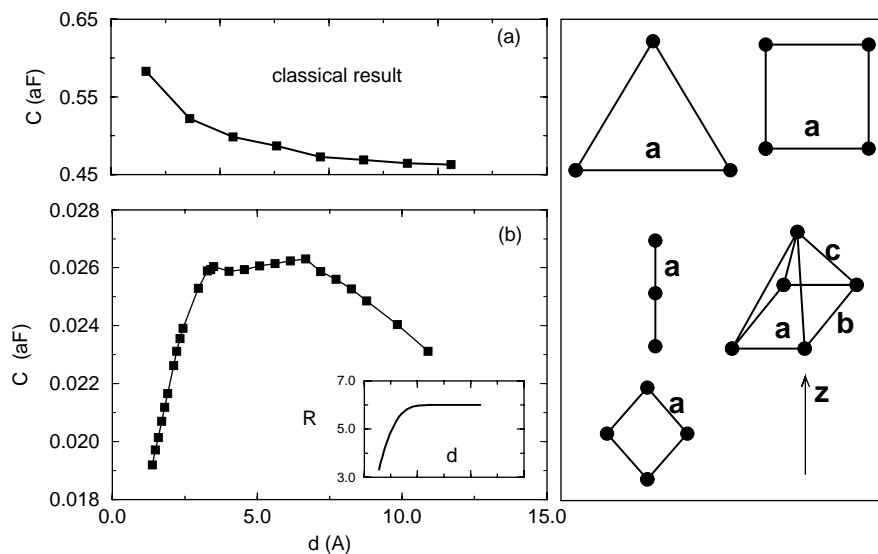 0.65
(a)
classical result
C (aF)
0.55
0.45
0.028
(b)
0.026
0.024
C (aF)
0.022
0.020
0.018
7.0
R
5.0
d
3.0
0.0
5.0
10.0
15.0
d (A)
a
a
a
c
a
b
a
z